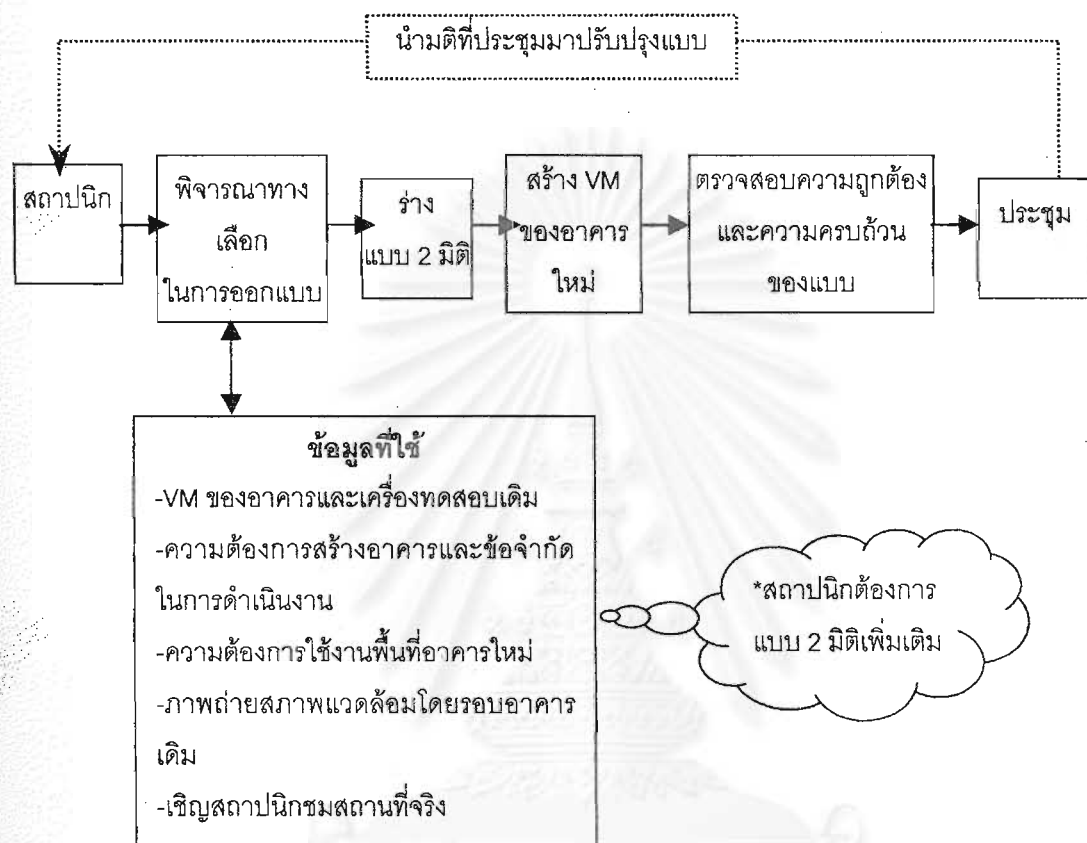 นำมติที่ประชุมมาปรับปรุงแบบ
สถาปนิก
พิจารณาทาง
เลือก
ในการออกแบบ
ร่าง
แบบ 2 มิติ
สร้าง VM
ของอาคาร
ใหม่
ตรวจสอบความถูกต้อง
และความครบถ้วน
ของแบบ
ประชุม
ข้อมูลที่ใช้
-VM ของอาคารและเครื่องทดสอบเดิม
-ความต้องการสร้างอาคารและข้อจำกัด
ในการดำเนินงาน
-ความต้องการใช้งานพื้นที่อาคารใหม่
-ภาพถ่ายสภาพแวดล้อมโดยรอบอาคาร
เดิม
-เชิญสถาปนิกชมสถานที่จริง
*สถาปนิกต้องการ
แบบ 2 มิติเพิ่มเติม